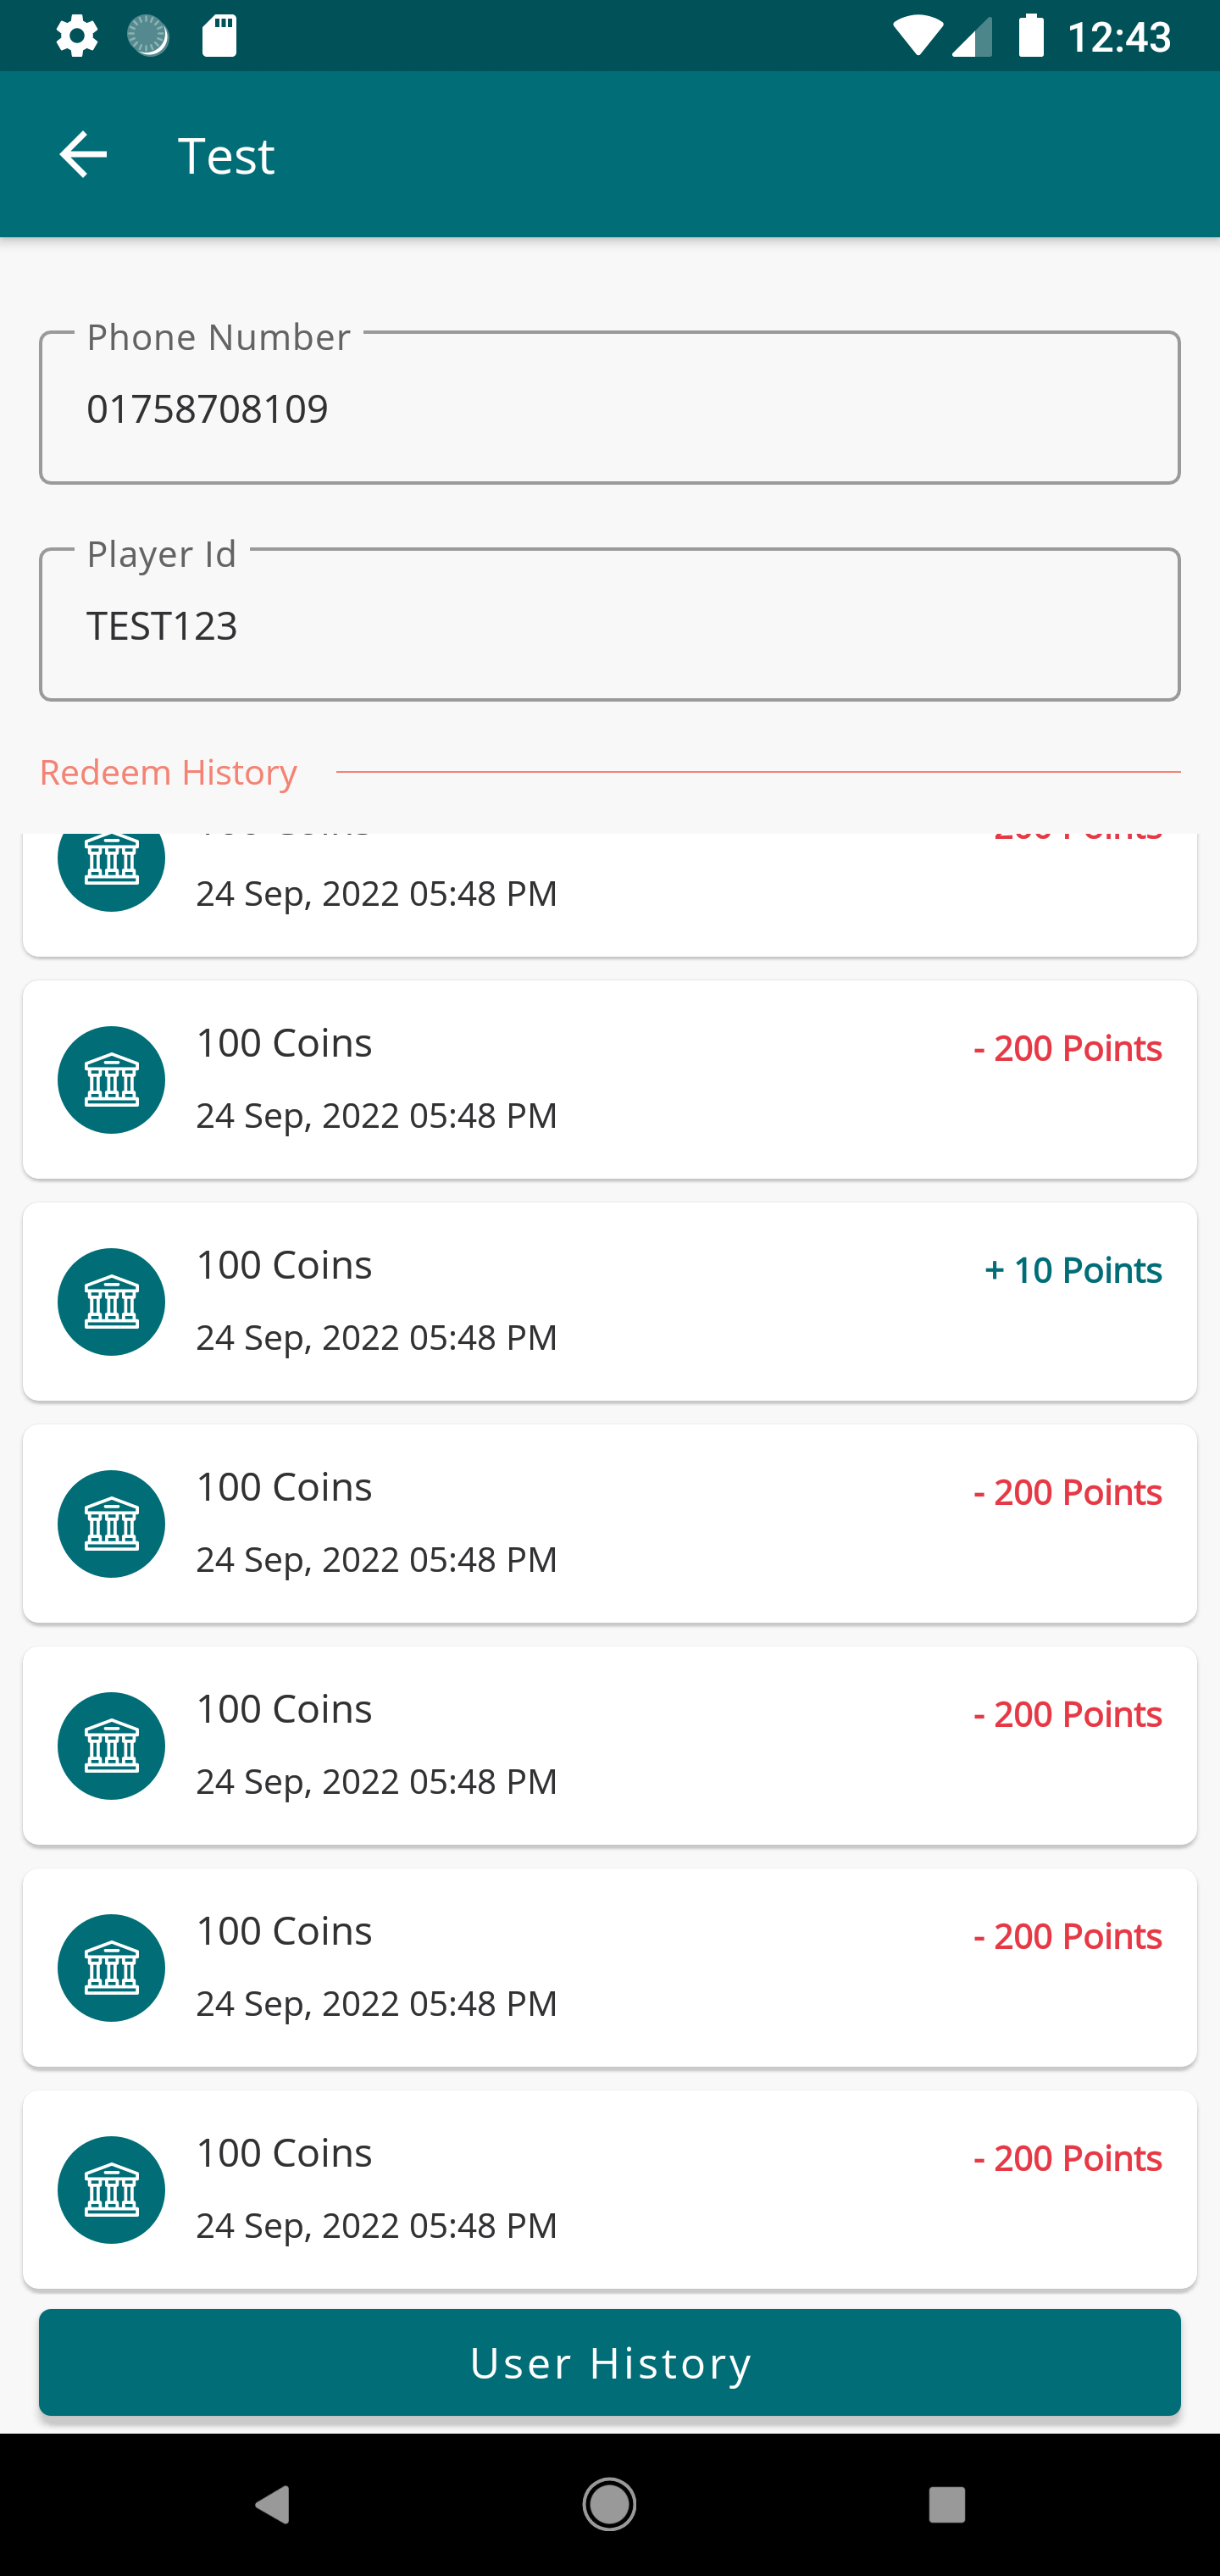 12:43
Test
Phone Number
01758708109
Player Id
TEST123
Redeem History
24 Sep, 2022 05:48 PM
100 Coins
- 200 Points
24 Sep, 2022 05:48 PM
100 Coins
+ 10 Points
24 Sep, 2022 05:48 PM
100 Coins
- 200 Points
24 Sep, 2022 05:48 PM
100 Coins
- 200 Points
24 Sep, 2022 05:48 PM
100 Coins
- 200 Points
24 Sep, 2022 05:48 PM
100 Coins
- 200 Points
24 Sep, 2022 05:48 PM
User History